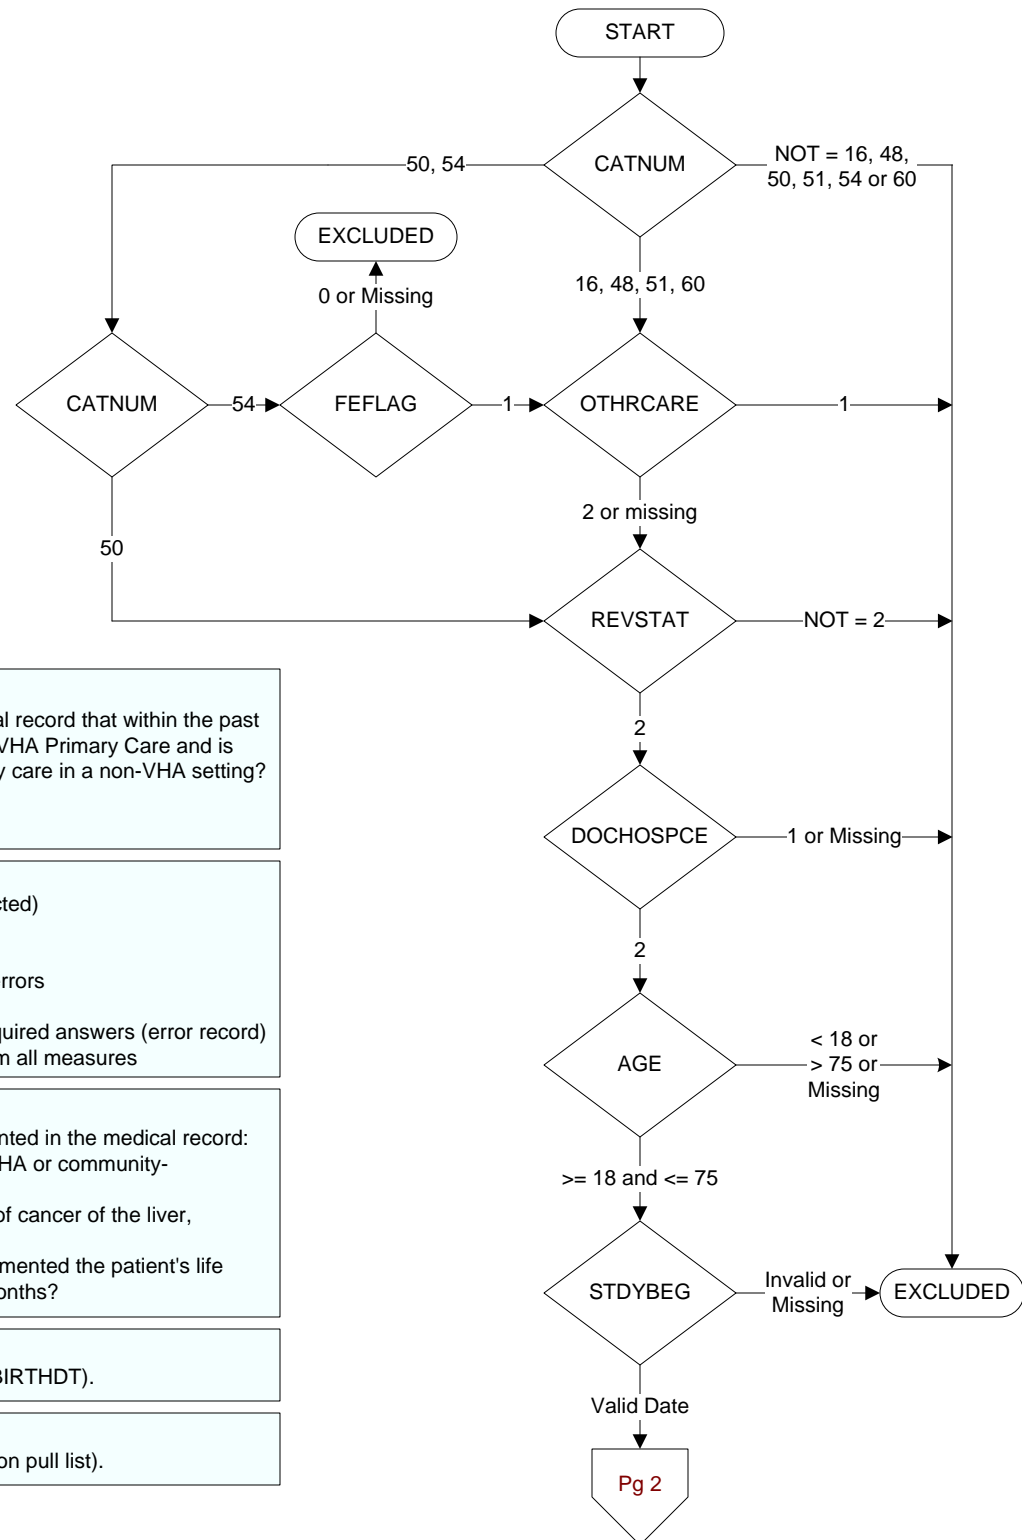 START
CATNUM
50, 54
NOT = 16, 48,
50, 51, 54 or 60
EXCLUDED
0 or Missing
16, 48, 51, 60
CATNUM
54
FEFLAG
1
OTHRCARE
1
2 or missing
50
REVSTAT
NOT = 2
2
al record that within the past
VHA Primary Care and is
y care in a non-VHA setting?
DOCHOSPCE
1 or Missing
cted)
errors
quired answers (error record)
m all measures
2
AGE
< 18 or
> 75 or
Missing
nted in the medical record:
HA or community-
of cancer of the liver,
mented the patient's life
onths?
>= 18 and <= 75
STDYBEG
Invalid or
Missing
EXCLUDED
BIRTHDT).
on pull list).
Valid Date
Pg 2